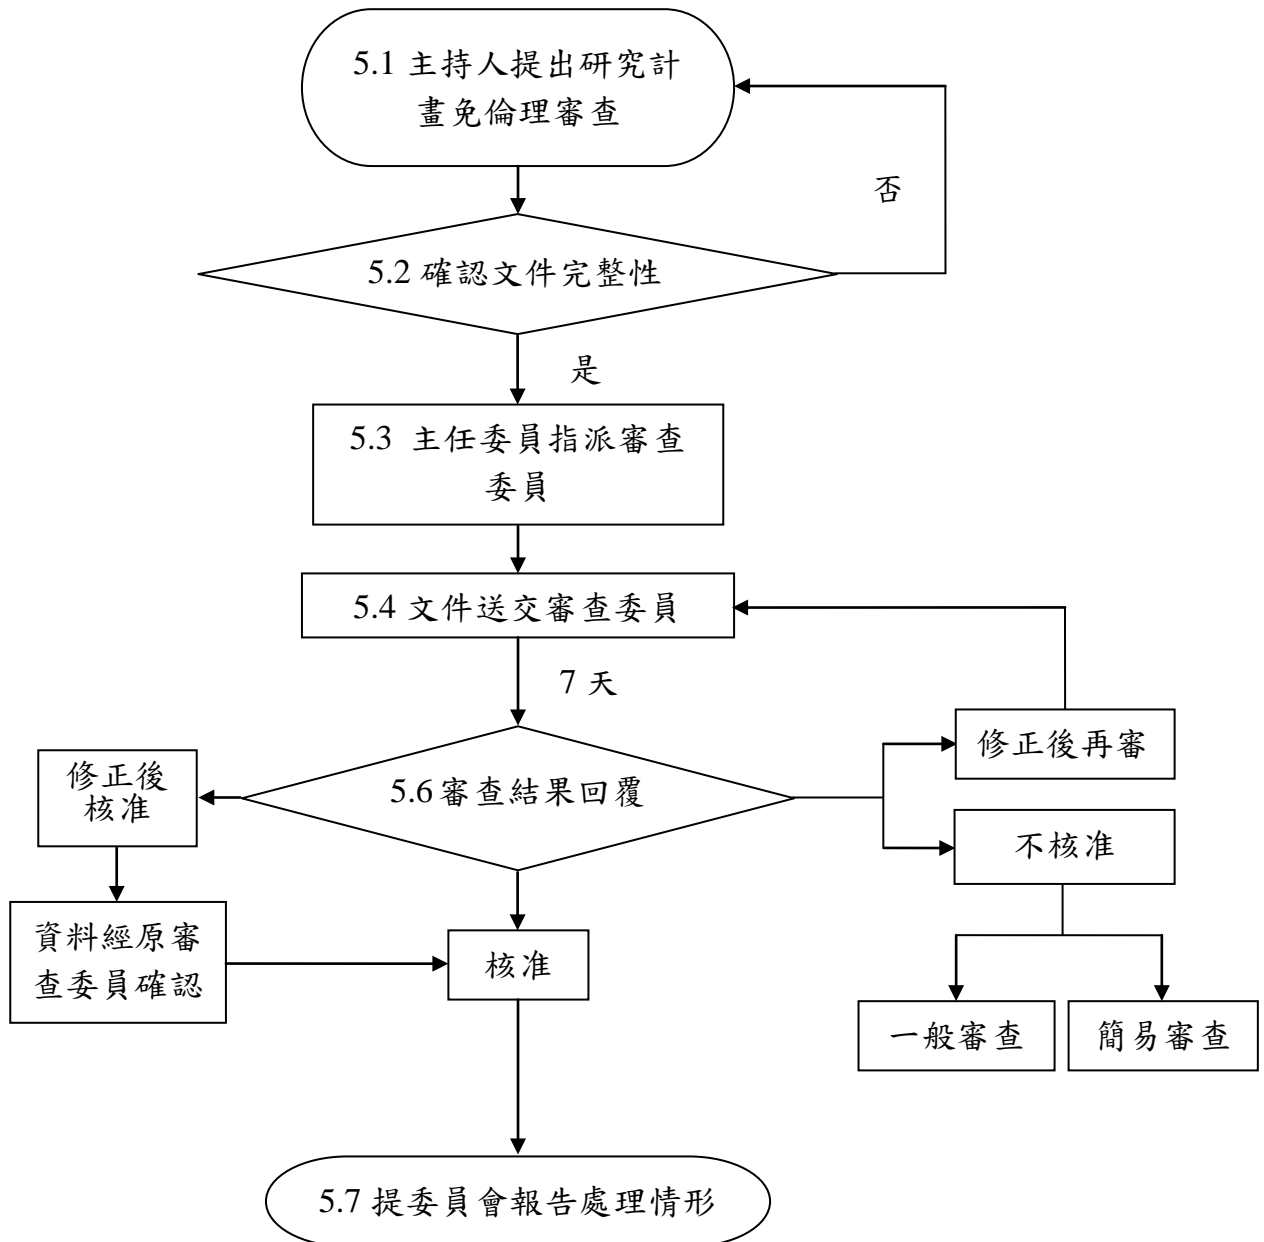 5.1 主持人提出研究計
畫免倫理審查
否
5.2 確認文件完整性
是
5.3 主任委員指派審查
委員
5.4 文件送交審查委員
7 天
修正後再審
修正後
核准
5.6 審查結果回覆
不核准
資料經原審
查委員確認
核准
一般審查
簡易審查
5.7 提委員會報告處理情形